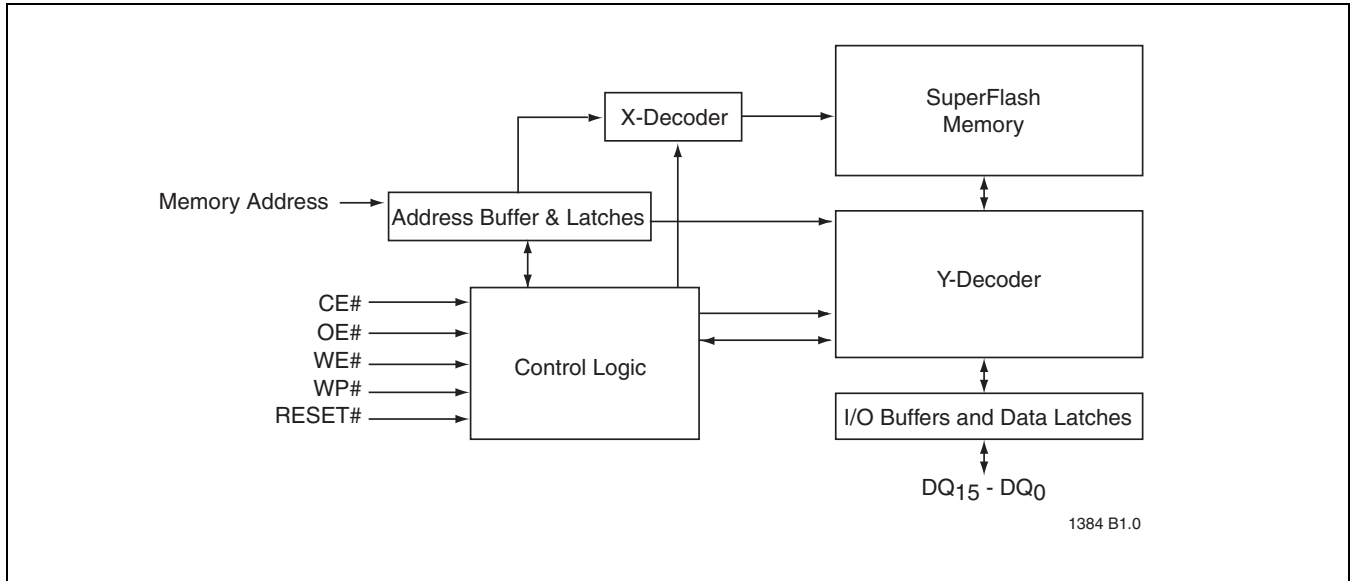 SuperFlash
Memory
X-Decoder
Memory Address
Address Buffer & Latches
Y-Decoder
CE#
OE#
WE#
WP#
RESET#
Control Logic
I/O Buffers and Data Latches
DQ15 - DQ0
1384 B1.0